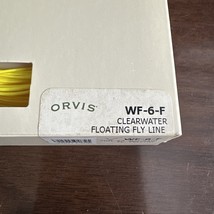 ORVIS WF-6-F
CLEARWATER
FLOATING FLY LINE